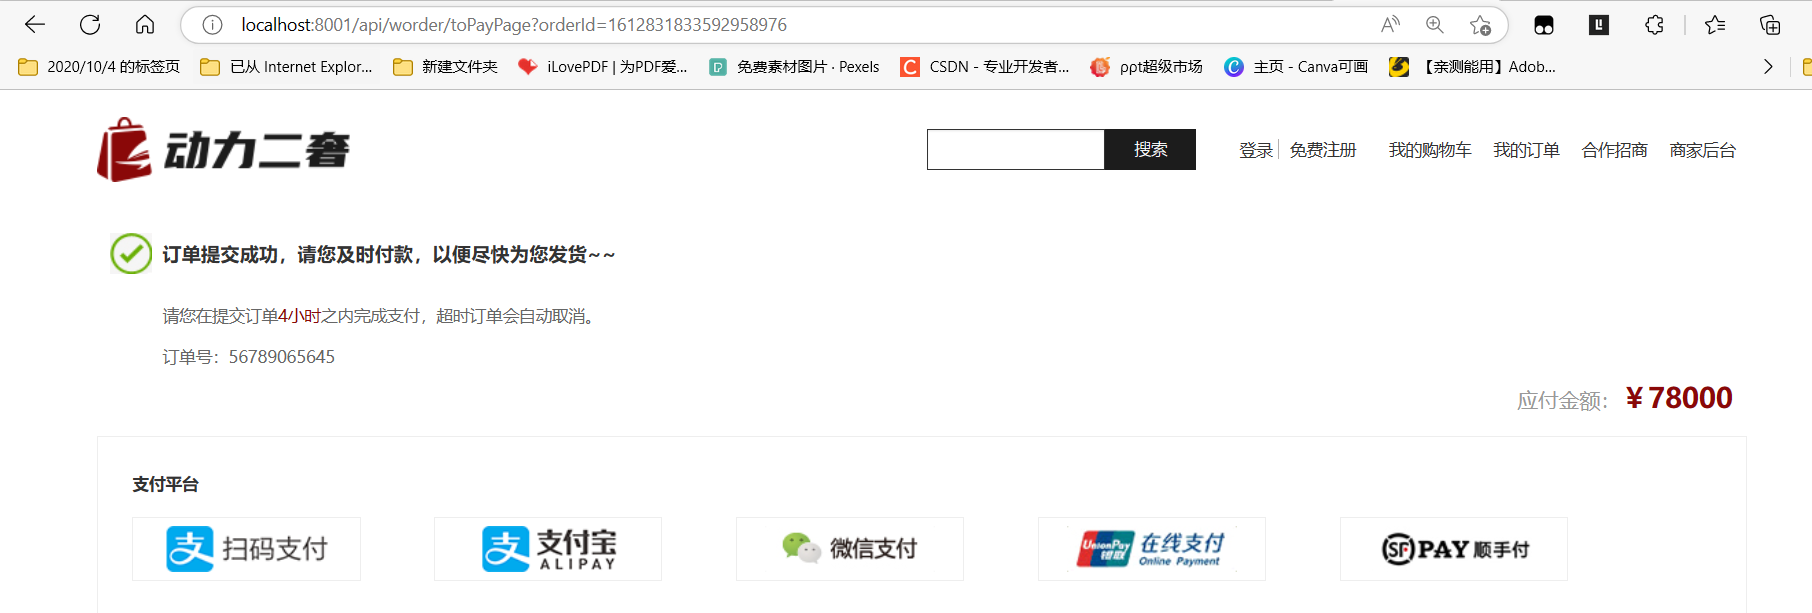 localhost:8001/api/worder/toPayPage?orderId=1612831833592958976
2020/10/4 的标签页 已从 Internet Explor... 新建文件夹 iLovePDF | 为PDF爱... 免费素材图片 · Pexels CSDN - 专业开发者... ppt超级市场 主页 - Canva可画 【亲测能用】Adob...
动力二奢 搜索 登录 免费注册 我的购物车 我的订单 合作招商 商家后台
订单提交成功，请您及时付款，以便尽快为您发货~~
请您在提交订单4小时之内完成支付，超时订单会自动取消。
订单号：56789065645
应付金额： ¥78000
支付平台
支 扫码支付 支 支付宝 ALIPAY 微信支付 UnionPay 银联 在线支付 Online Payment SF PAY 顺手付